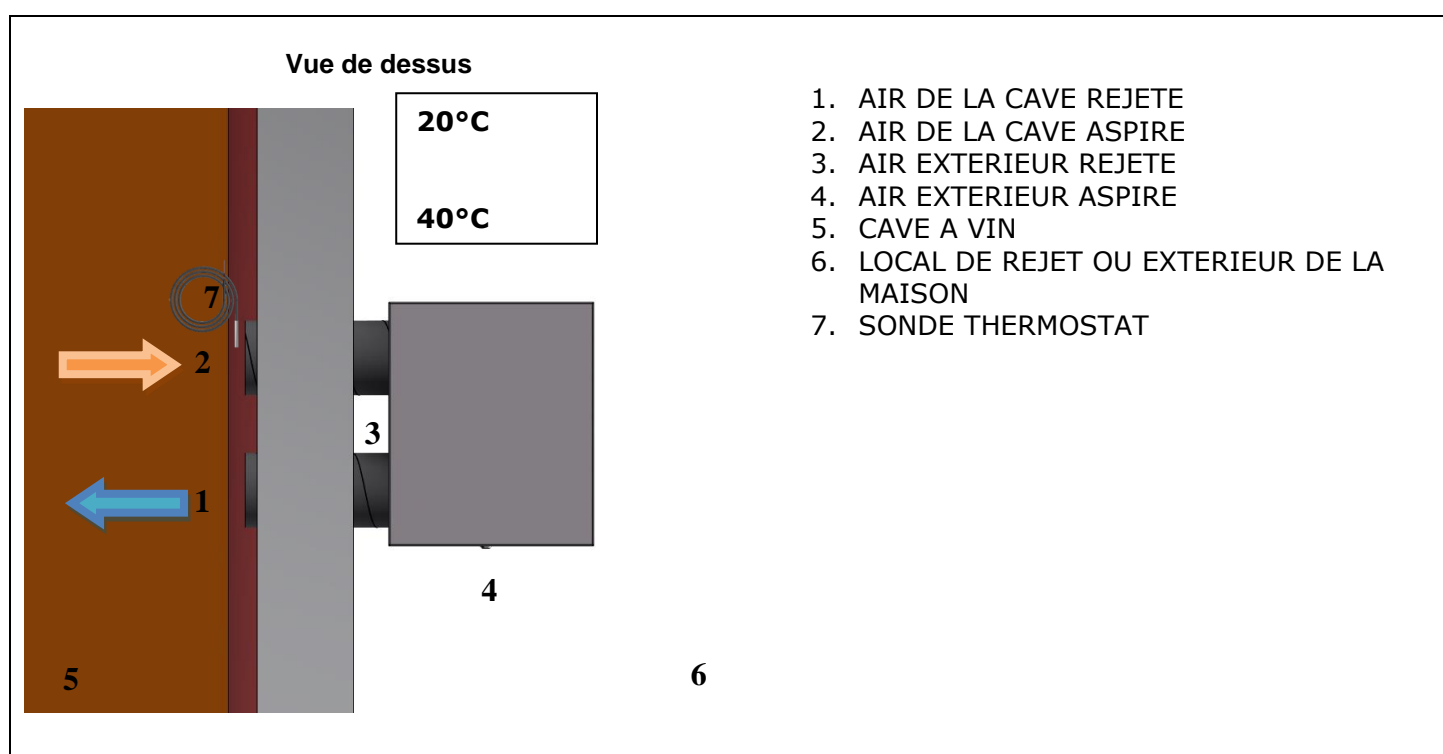 Vue de dessus
20°C
40°C
7
2
3
1
4
5
6
1. AIR DE LA CAVE REJETE
2. AIR DE LA CAVE ASPIRE
3. AIR EXTERIEUR REJETE
4. AIR EXTERIEUR ASPIRE
5. CAVE A VIN
6. LOCAL DE REJET OU EXTERIEUR DE LA
MAISON
7. SONDE THERMOSTAT